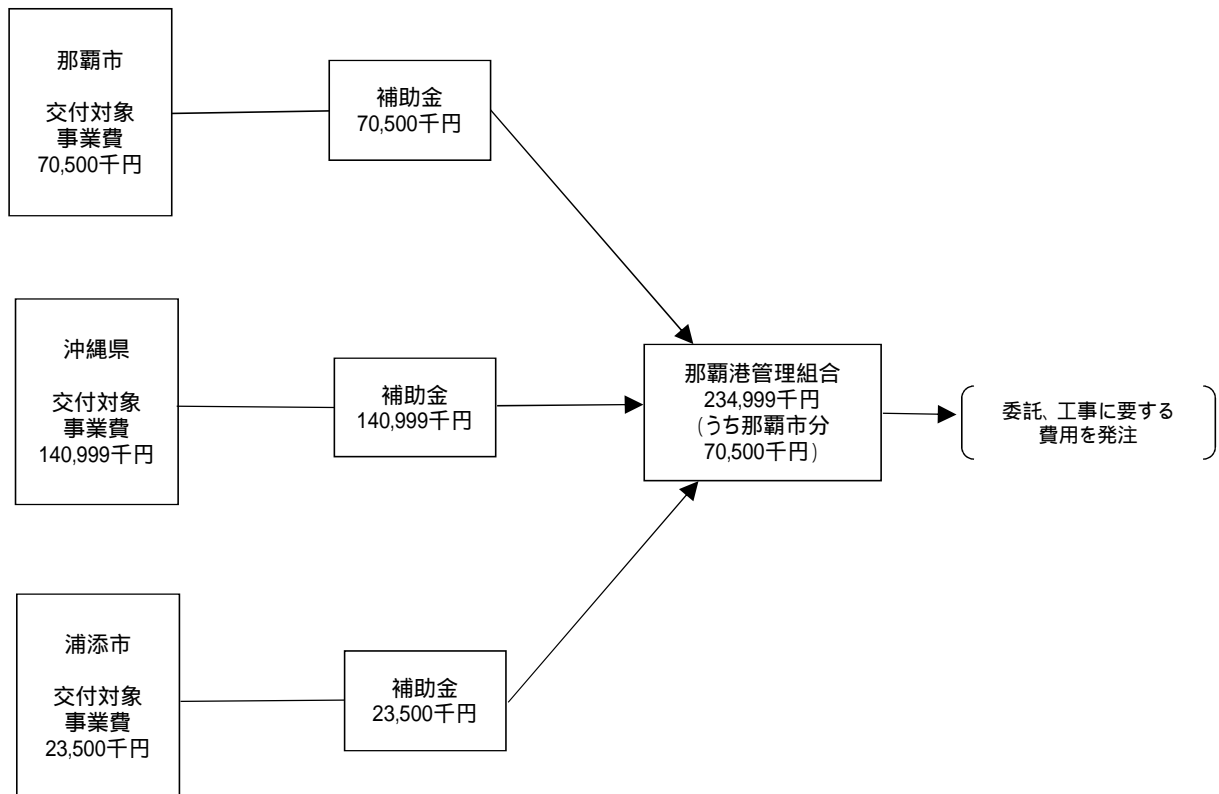 那覇市
交付対象
事業費
70,500千円
補助金
70,500千円
沖縄県
交付対象
事業費
140,999千円
補助金
140,999千円
浦添市
交付対象
事業費
23,500千円
補助金
23,500千円
那覇港管理組合
234,999千円
(うち那覇市分
70,500千円)
委託、工事に要する
費用を発注